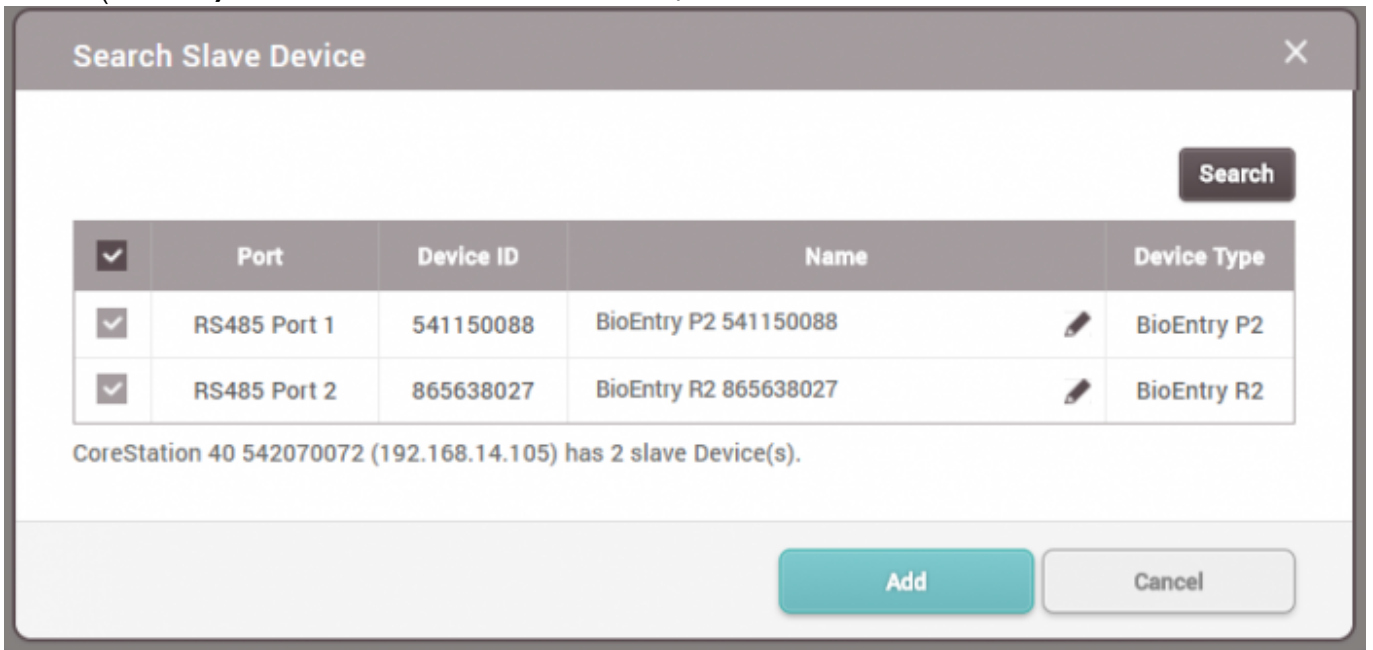 Search Slave Device
Search
Port Device ID Name Device Type
RS485 Port 1 541150088 BioEntry P2 541150088 BioEntry P2
RS485 Port 2 865638027 BioEntry R2 865638027 BioEntry R2
CoreStation 40 542070072 (192.168.14.105) has 2 slave Device(s).
Add Cancel